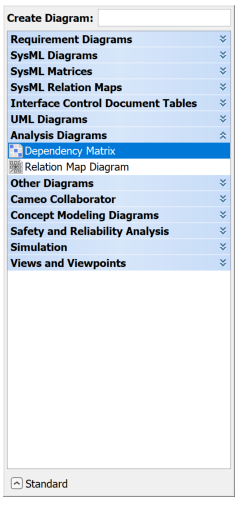 Create Diagram:
Requirement Diagrams
SysML Diagrams
SysML Matrices
SysML Relation Maps
Interface Control Document Tables
UML Diagrams
Analysis Diagrams
Dependency Matrix
Relation Map Diagram
Other Diagrams
Cameo Collaborator
Concept Modeling Diagrams
Safety and Reliability Analysis
Simulation
Views and Viewpoints
Standard